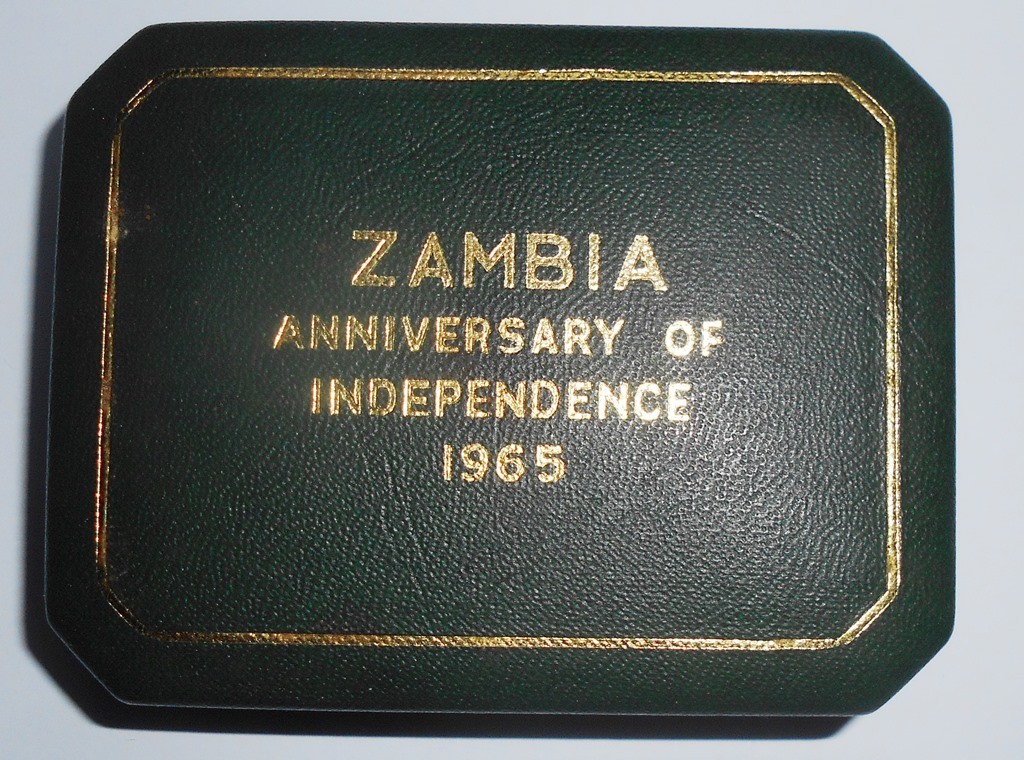 ZAMBIA
ANNIVERSARY OF
INDEPENDENCE
1965